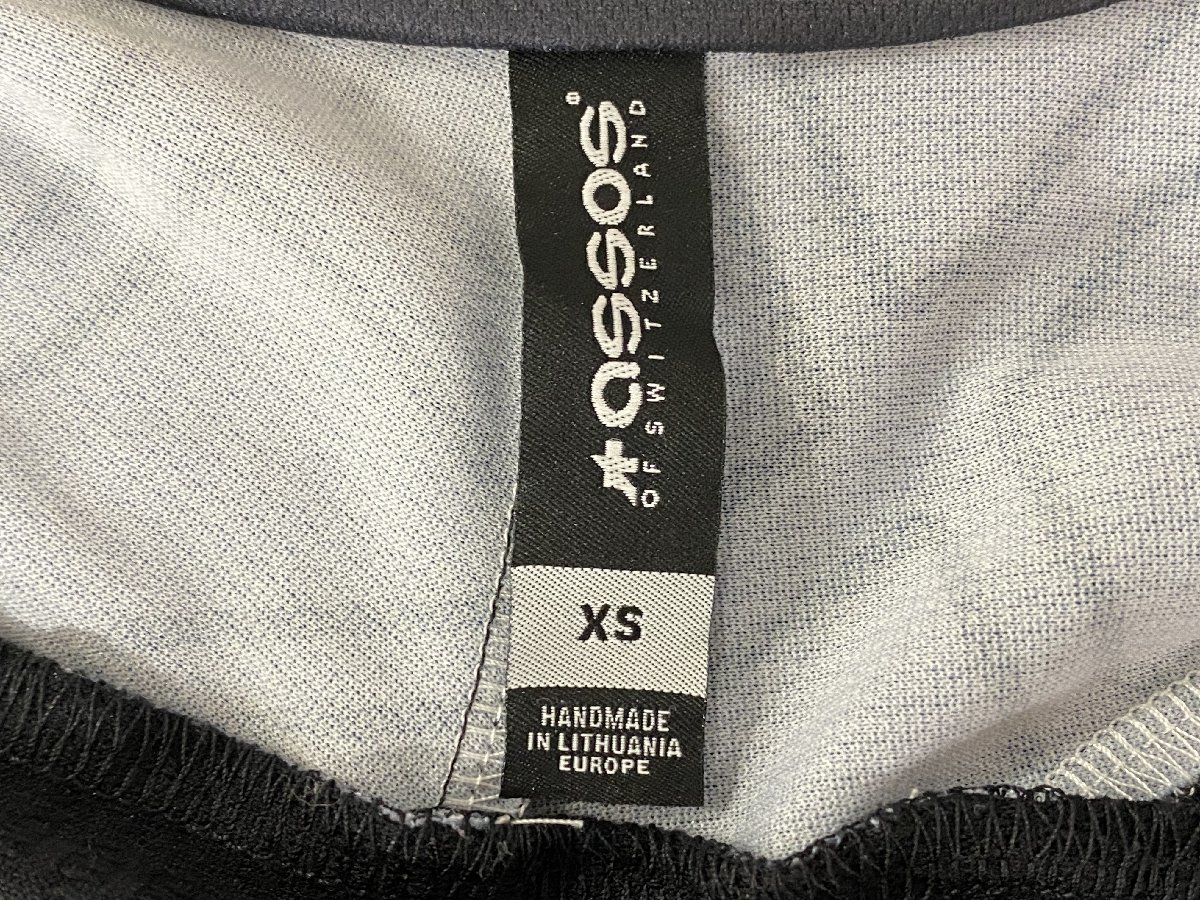 assos®
OF SWITZERLAND
XS
HANDMADE
IN LITHUANIA
EUROPE